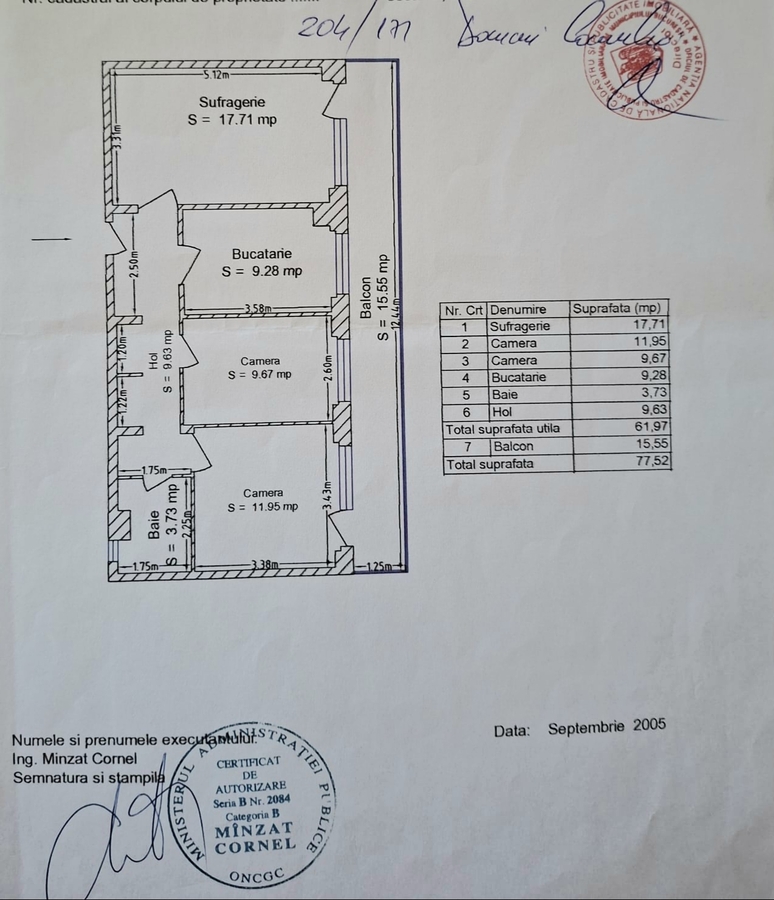 204/171
5.12m
Sufragerie
S = 17.71 mp
3.31m
2.50m
Bucatarie
S = 9.28 mp
3.58m
Balcon
S = 15.55 mp
12.44m
1.20m
Hol
S = 9.63 mp
Camera
S = 9.67 mp
2.60m
1.22m
1.75m
Camera
S = 11.95 mp
3.43m
Baie
S = 3.73 mp
2.25m
1.75m
3.38m
1.25m
Nr. Crt Denumire Suprafata (mp)
1 Sufragerie 17,71
2 Camera 11,95
3 Camera 9,67
4 Bucatarie 9,28
5 Baie 3,73
6 Hol 9,63
Total suprafata utila 61,97
7 Balcon 15,55
Total suprafata 77,52
Data: Septembrie 2005
Numele si prenumele executantului:
Ing. Minzat Cornel
Semnatura si stampila
MINISTERUL ADMINISTRATIEI PUBLICE
CERTIFICAT
DE
AUTORIZARE
Seria B Nr. 2084
Categoria B
MÎNZAT
CORNEL
ONCGC